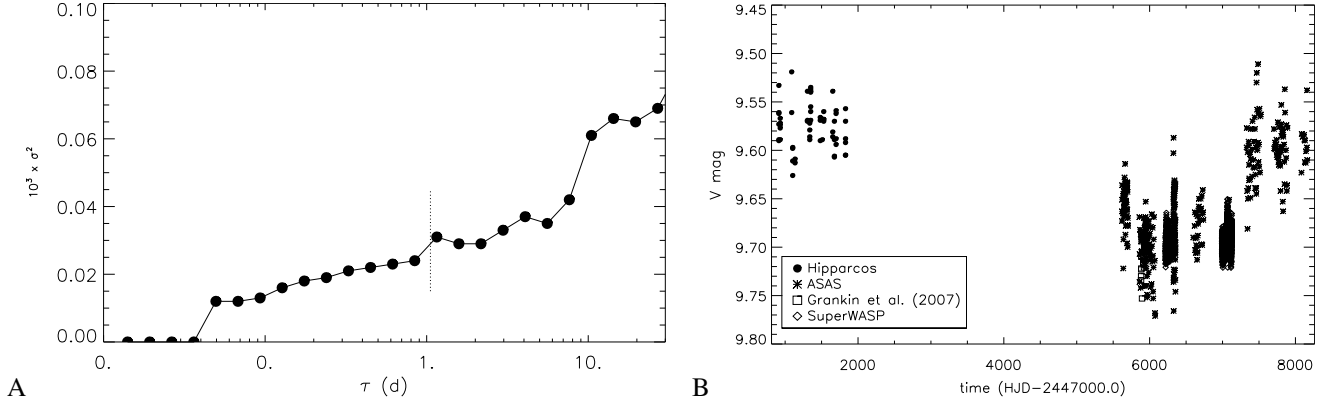 0.10
0.08
0.06
0.04
0.02
0.00
10³ x σ²
0.
0.
1.
10.
τ (d)
A
9.45
9.50
9.55
9.60
9.65
9.70
9.75
9.80
V mag
Hipparcos
ASAS
Grankin et al. (2007)
SuperWASP
2000
4000
6000
8000
time (HJD-2447000.0)
B